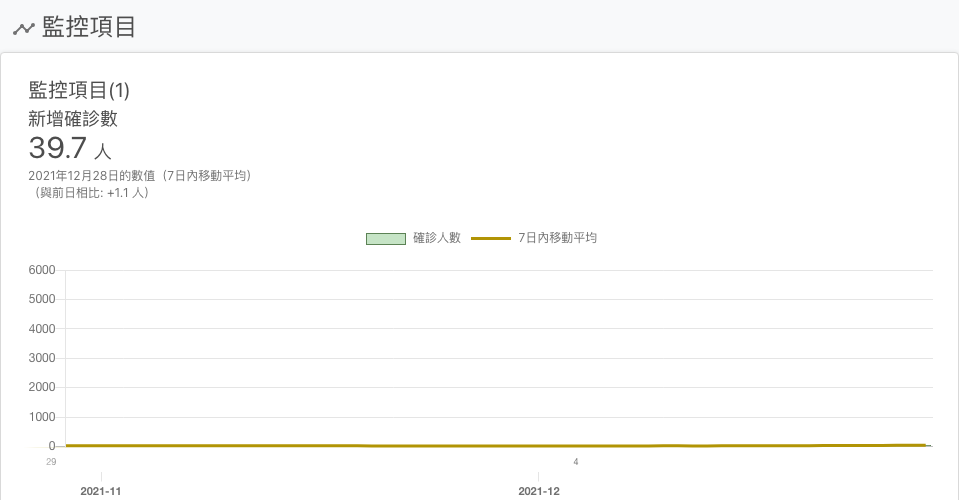 監控項目
監控項目(1)
新增確診數
39.7 人
2021年12月28日的數值（7日內移動平均）
（與前日相比: +1.1 人）
確診人數 7日內移動平均
6000
5000
4000
3000
2000
1000
0
29 4
2021-11 2021-12